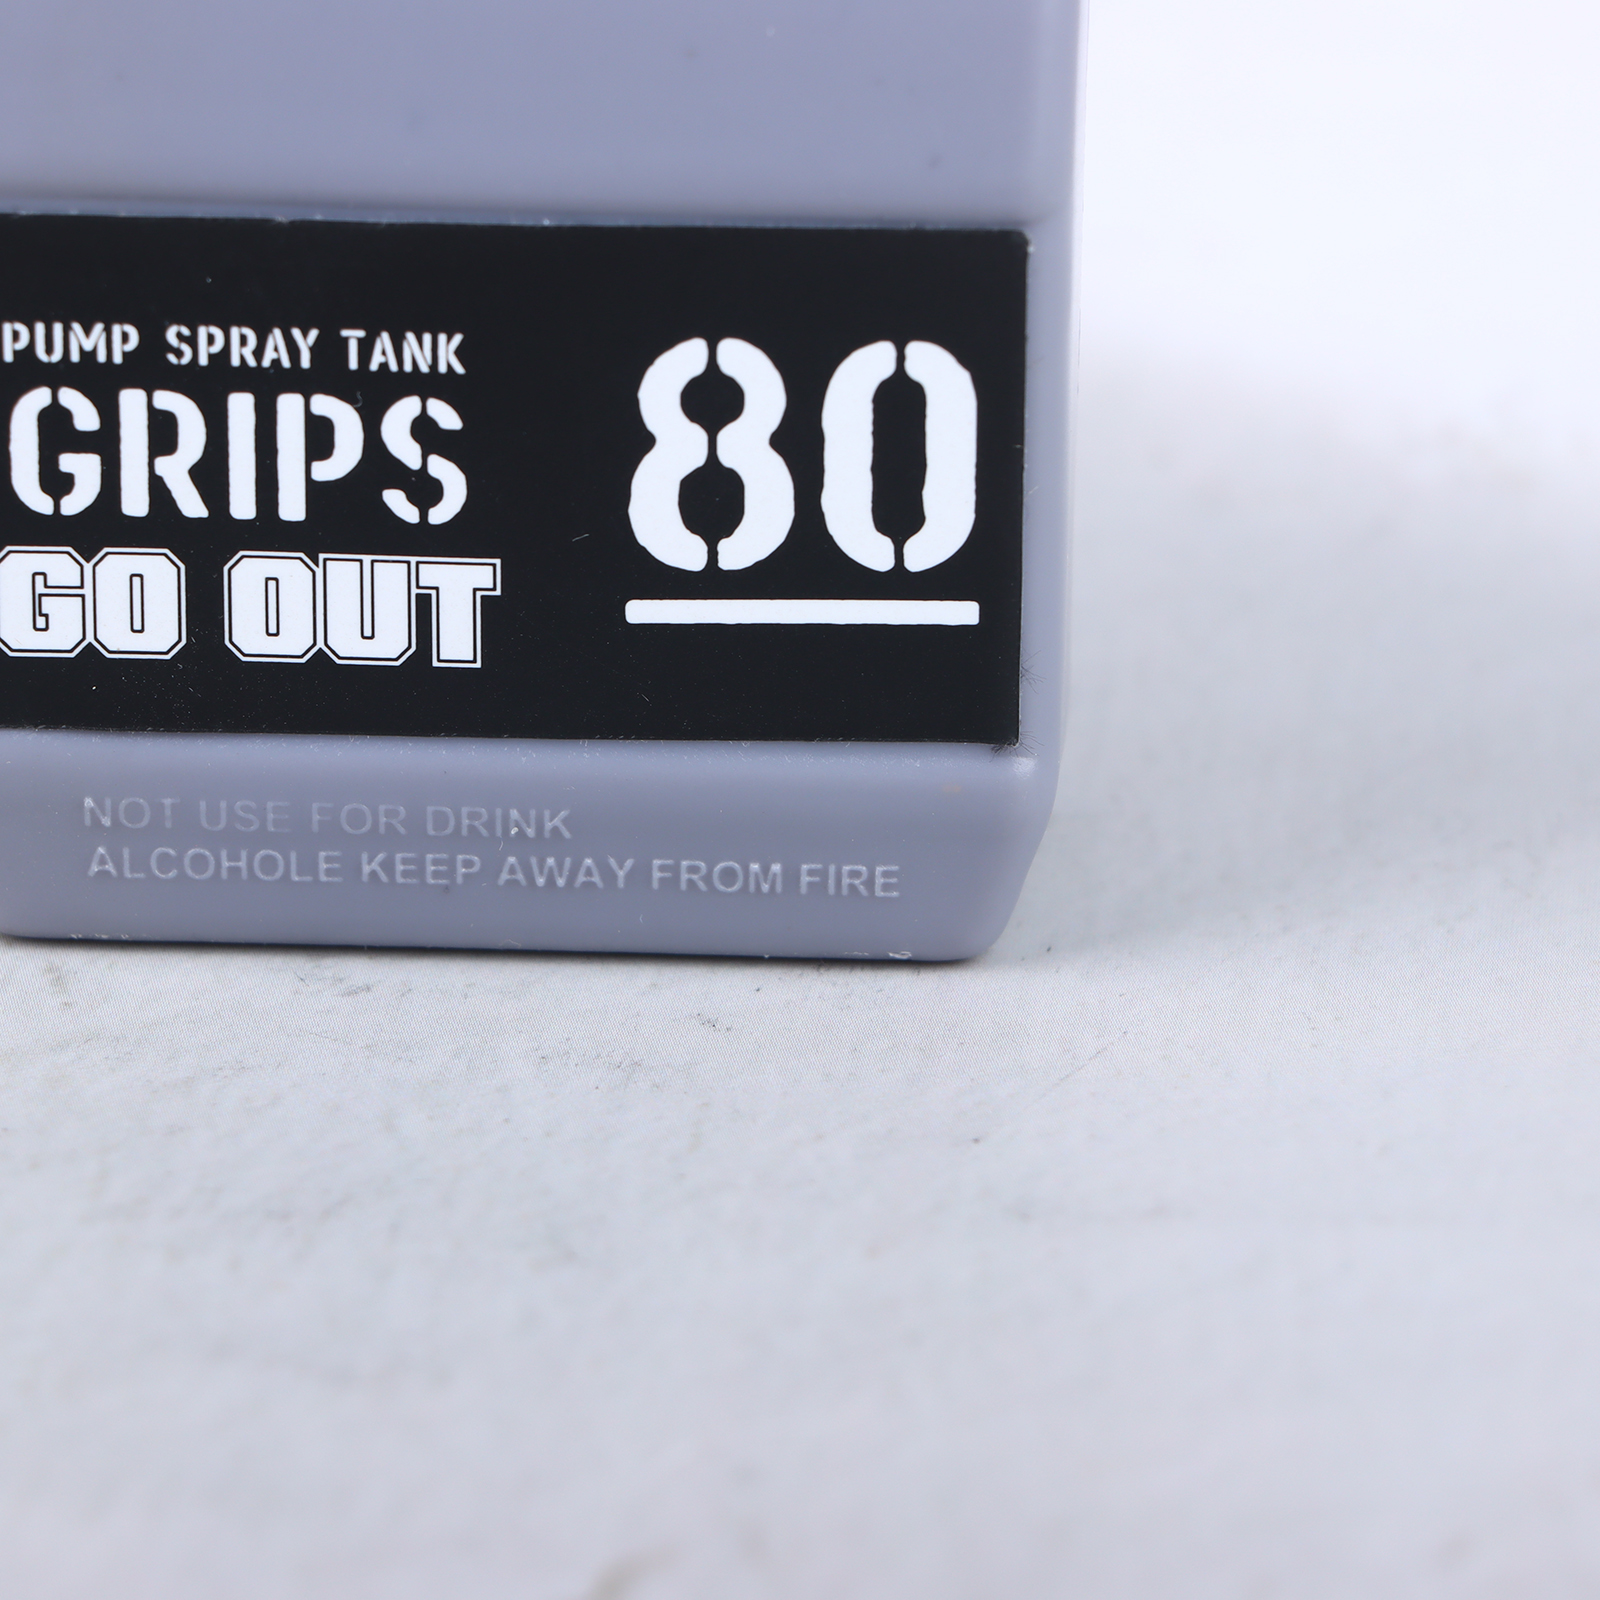 PUMP SPRAY TANK
GRIPS
GO OUT
80
NOT USE FOR DRINK
ALCOHOLE KEEP AWAY FROM FIRE